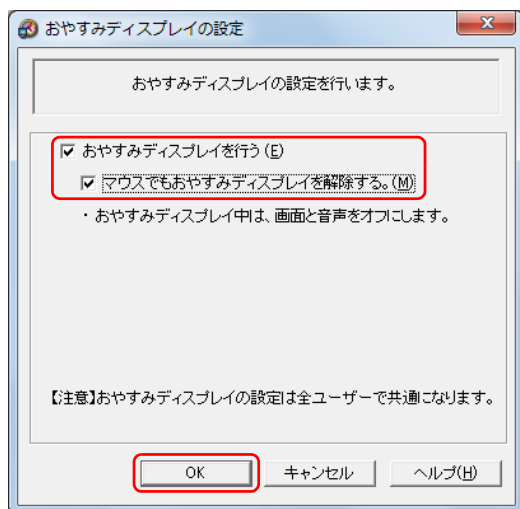 おやすみディスプレイの設定
おやすみディスプレイの設定を行います。
おやすみディスプレイを行う(E)
マウスでもおやすみディスプレイを解除する。(M)
・おやすみディスプレイ中は、画面と音声をオフにします。
【注意】おやすみディスプレイの設定は全ユーザーで共通になります。
OK キャンセル ヘルプ(H)